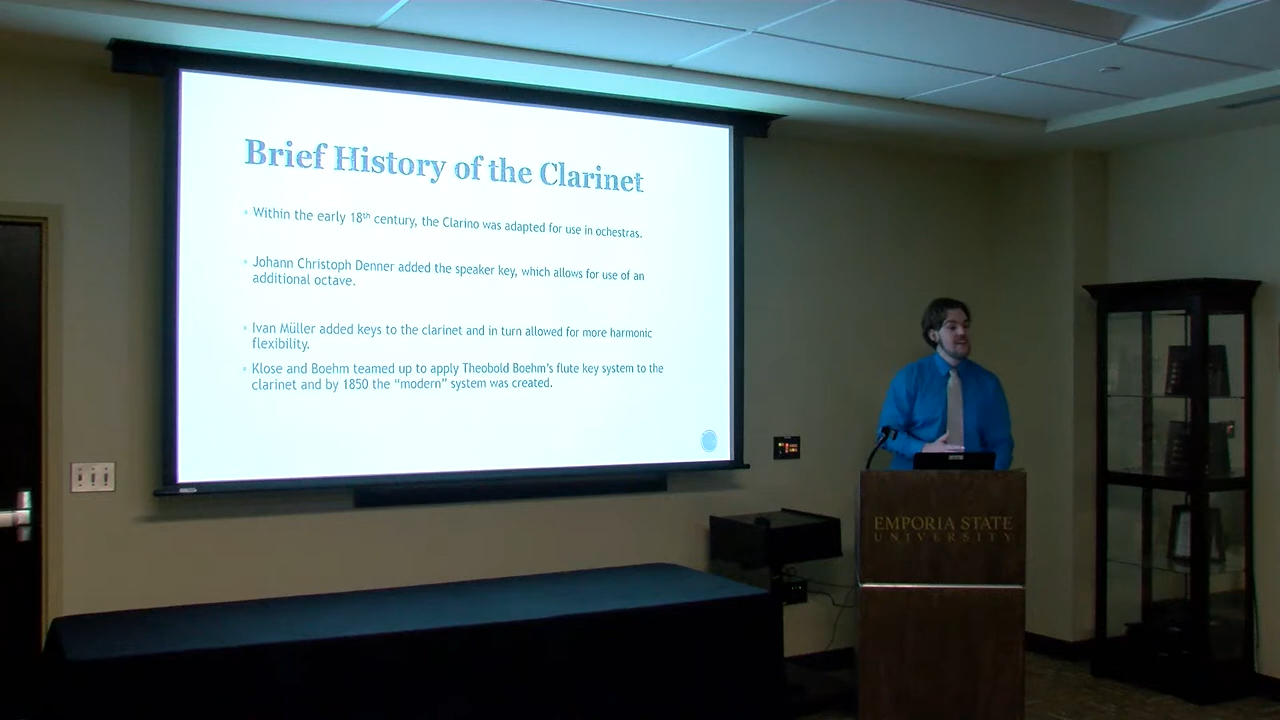 Brief History of the Clarinet
Within the early 18th century, the Clarino was adapted for use in ochestras.
Johann Christoph Denner added the speaker key, which allows for use of an
additional octave.
Ivan Müller added keys to the clarinet and in turn allowed for more harmonic
flexibility.
Klose and Boehm teamed up to apply Theobold Boehm's flute key system to the
clarinet and by 1850 the “modern” system was created.
EMPORIA STATE
UNIVERSITY